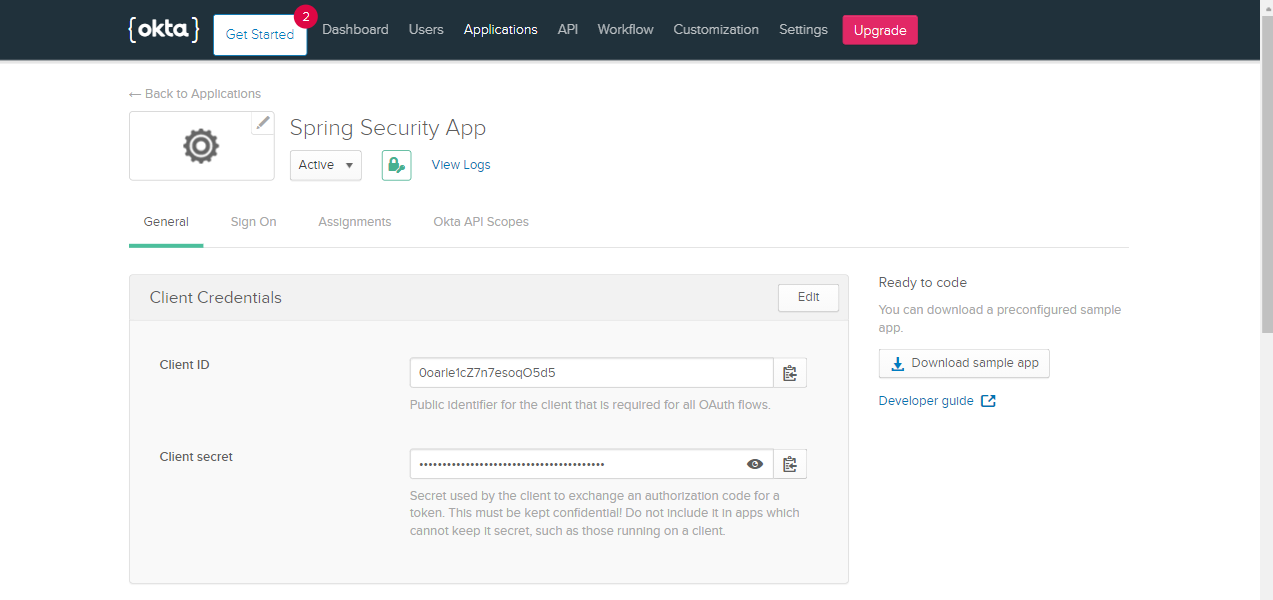 {okta}
Get Started
2
Dashboard
Users
Applications
API
Workflow
Customization
Settings
Upgrade
← Back to Applications
Spring Security App
Active
View Logs
General
Sign On
Assignments
Okta API Scopes
Client Credentials
Edit
Client ID
0oarle1cZ7n7esoqO5d5
Public identifier for the client that is required for all OAuth flows.
Client secret
••••••••••••••••••••••••••••••••••••••••
Secret used by the client to exchange an authorization code for a
token. This must be kept confidential! Do not include it in apps which
cannot keep it secret, such as those running on a client.
Ready to code
You can download a preconfigured sample
app.
Download sample app
Developer guide